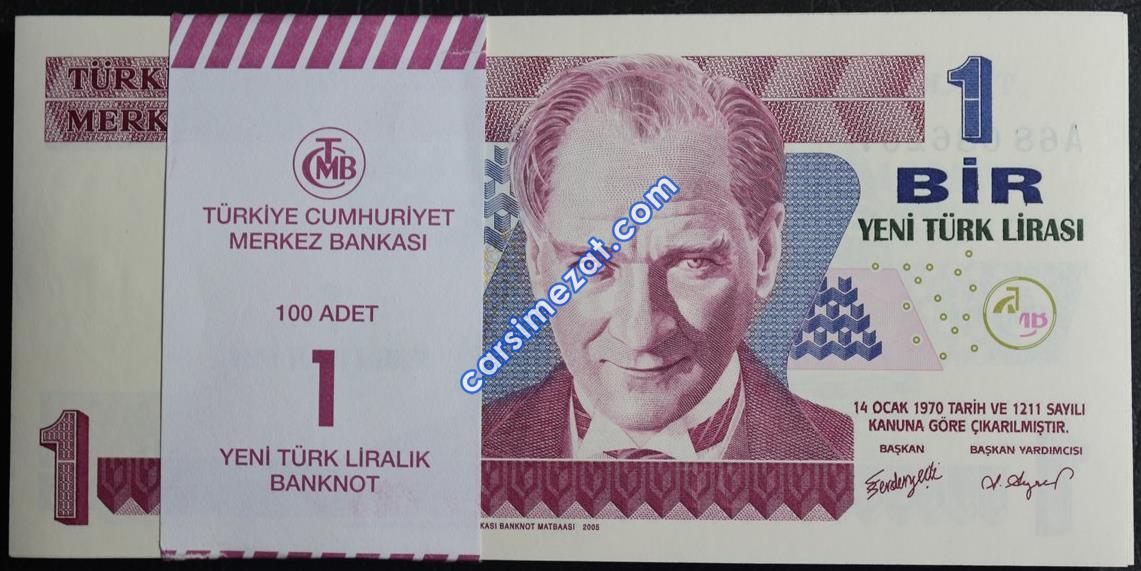 TÜRK
MERK
TCMB
TÜRKİYE CUMHURİYET
MERKEZ BANKASI
100 ADET
1
YENİ TÜRK LİRALIK
BANKNOT
1
BİR
YENİ TÜRK LİRASI
TCMB
14 OCAK 1970 TARİH VE 1211 SAYILI
KANUNA GÖRE ÇIKARILMIŞTIR.
BAŞKAN
BAŞKAN YARDIMCISI
1
KASI BANKNOT MATBAASI 2005
carsimezat.com